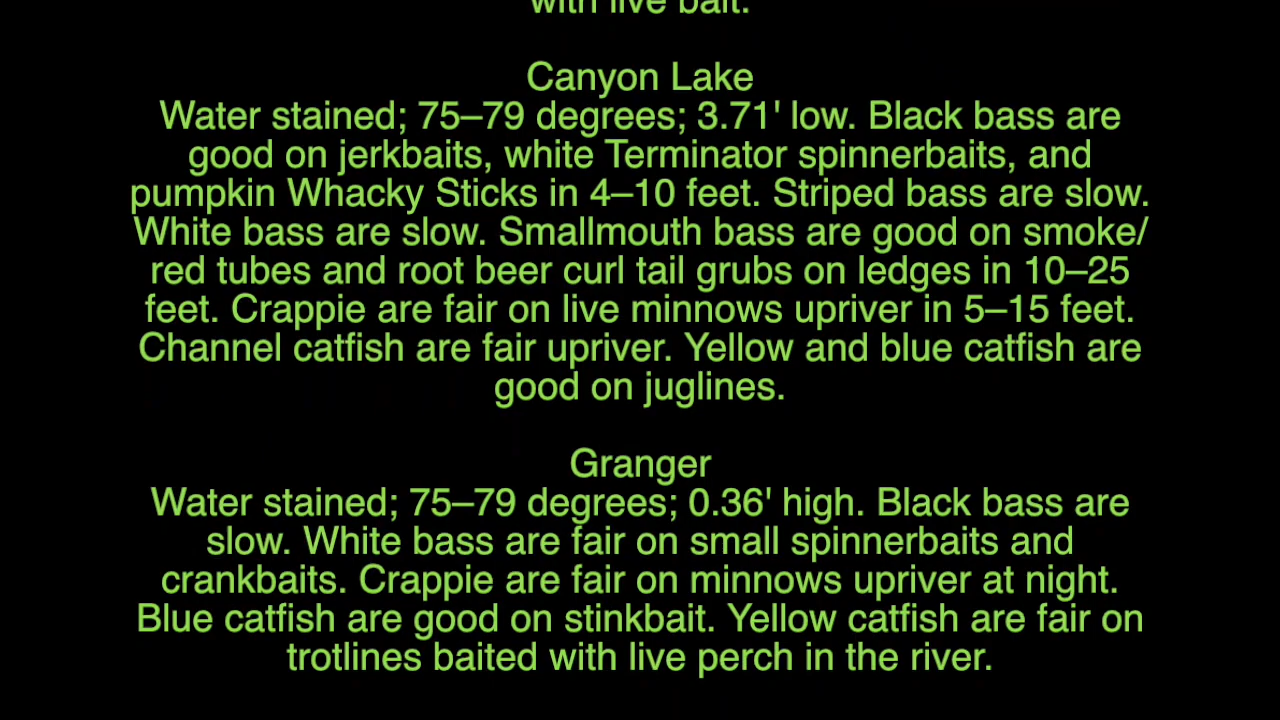 with live bait.
Canyon Lake
Water stained; 75–79 degrees; 3.71' low. Black bass are
good on jerkbaits, white Terminator spinnerbaits, and
pumpkin Whacky Sticks in 4–10 feet. Striped bass are slow.
White bass are slow. Smallmouth bass are good on smoke/
red tubes and root beer curl tail grubs on ledges in 10–25
feet. Crappie are fair on live minnows upriver in 5–15 feet.
Channel catfish are fair upriver. Yellow and blue catfish are
good on juglines.
Granger
Water stained; 75–79 degrees; 0.36' high. Black bass are
slow. White bass are fair on small spinnerbaits and
crankbaits. Crappie are fair on minnows upriver at night.
Blue catfish are good on stinkbait. Yellow catfish are fair on
trotlines baited with live perch in the river.